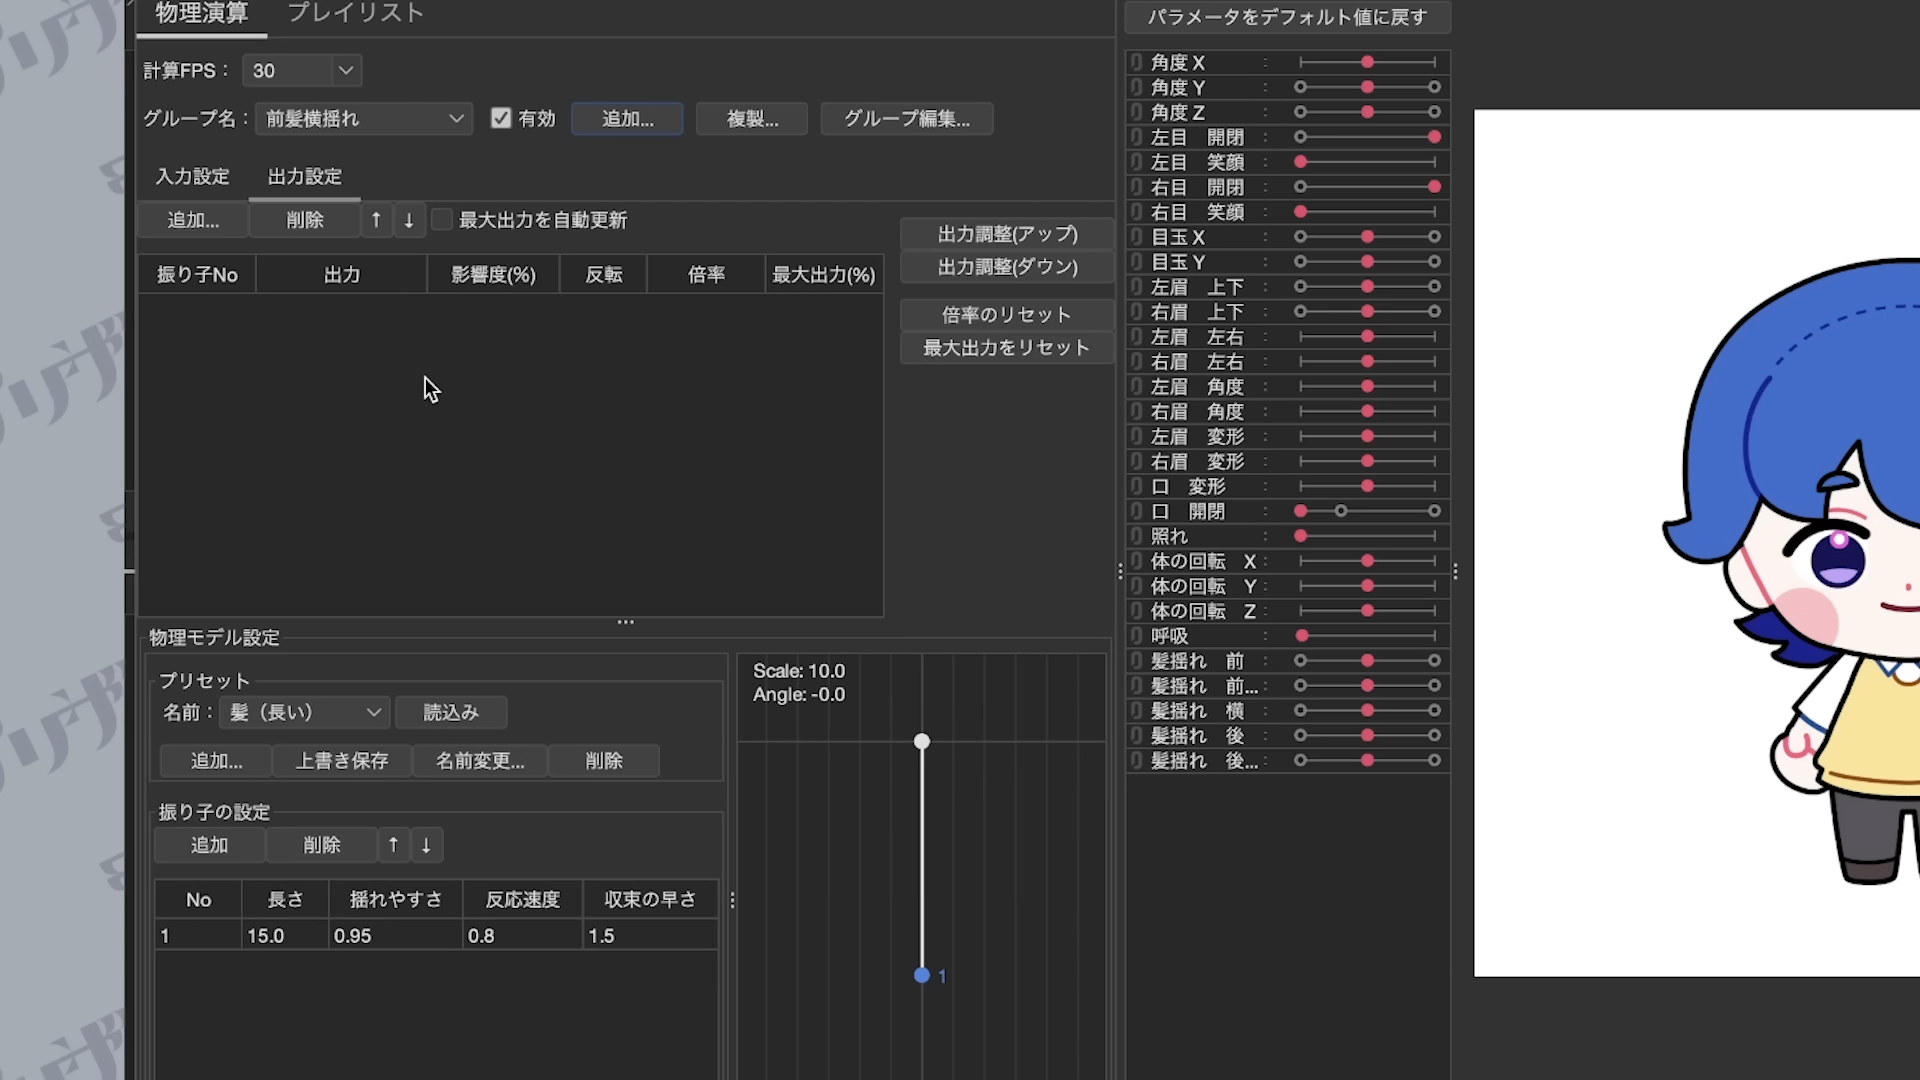 物理演算 プレイリスト
計算FPS： 30
グループ名： 前髪横揺れ 有効 追加... 複製... グループ編集...
入力設定 出力設定
追加... 削除 ↑ ↓ 最大出力を自動更新
振り子No 出力 影響度(%) 反転 倍率 最大出力(%)
出力調整(アップ)
出力調整(ダウン)
倍率のリセット
最大出力をリセット
物理モデル設定
プリセット
名前： 髪（長い） 読込み
追加... 上書き保存 名前変更... 削除
振り子の設定
追加 削除 ↑ ↓
No 長さ 揺れやすさ 反応速度 収束の早さ
1 15.0 0.95 0.8 1.5
Scale: 10.0
Angle: -0.0
1
パラメータをデフォルト値に戻す
角度 X :
角度 Y :
角度 Z :
左目 開閉 :
左目 笑顔 :
右目 開閉 :
右目 笑顔 :
目玉 X :
目玉 Y :
左眉 上下 :
右眉 上下 :
左眉 左右 :
右眉 左右 :
左眉 角度 :
右眉 角度 :
左眉 変形 :
右眉 変形 :
口 変形 :
口 開閉 :
照れ :
体の回転 X :
体の回転 Y :
体の回転 Z :
呼吸 :
髪揺れ 前 :
髪揺れ 前... :
髪揺れ 横 :
髪揺れ 後 :
髪揺れ 後... :